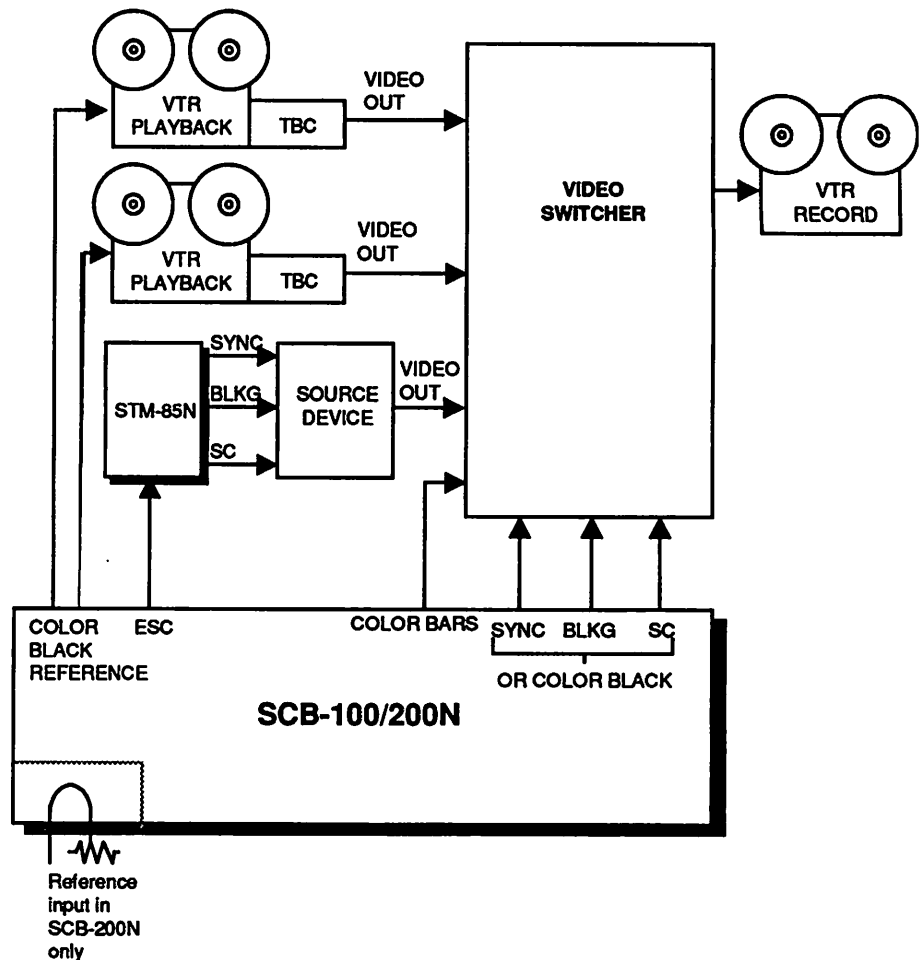 VIDEO
OUT
VTR
PLAYBACK
TBC
VIDEO
SWITCHER
VTR
RECORD
VIDEO
OUT
VTR
PLAYBACK
TBC
SYNC
BLKG
SC
STM-85N
SOURCE
DEVICE
VIDEO
OUT
COLOR
BLACK
REFERENCE
ESC
COLOR BARS
SYNC BLKG SC
OR COLOR BLACK
SCB-100/200N
Reference
input in
SCB-200N
only